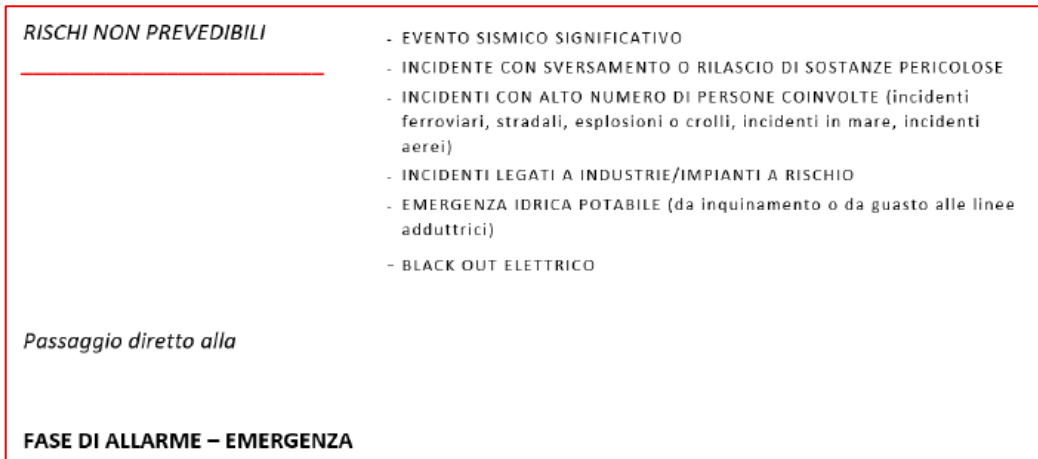 RISCHI NON PREVEDIBILI
- EVENTO SISMICO SIGNIFICATIVO
- INCIDENTE CON SVERSAMENTO O RILASCIO DI SOSTANZE PERICOLOSE
- INCIDENTI CON ALTO NUMERO DI PERSONE COINVOLTE (incidenti
ferroviari, stradali, esplosioni o crolli, incidenti in mare, incidenti
aerei)
- INCIDENTI LEGATI A INDUSTRIE/IMPIANTI A RISCHIO
- EMERGENZA IDRICA POTABILE (da inquinamento o da guasto alle linee
adduttrici)
- BLACK OUT ELETTRICO
Passaggio diretto alla
FASE DI ALLARME – EMERGENZA